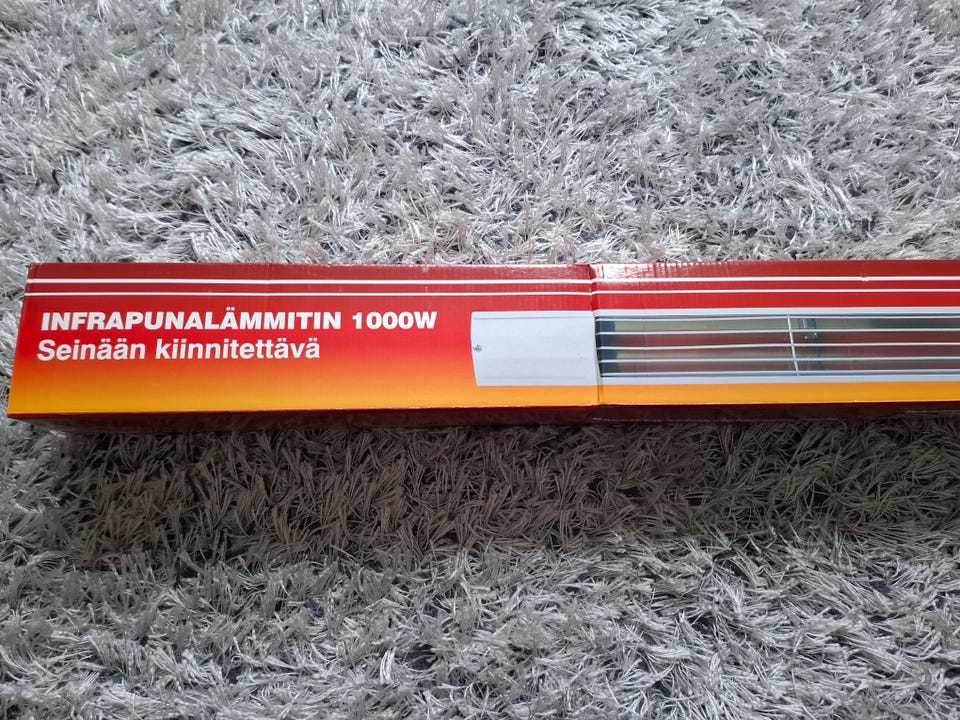 INFRAPUNALÄMMITIN 1000W
Seinään kiinnitettävä